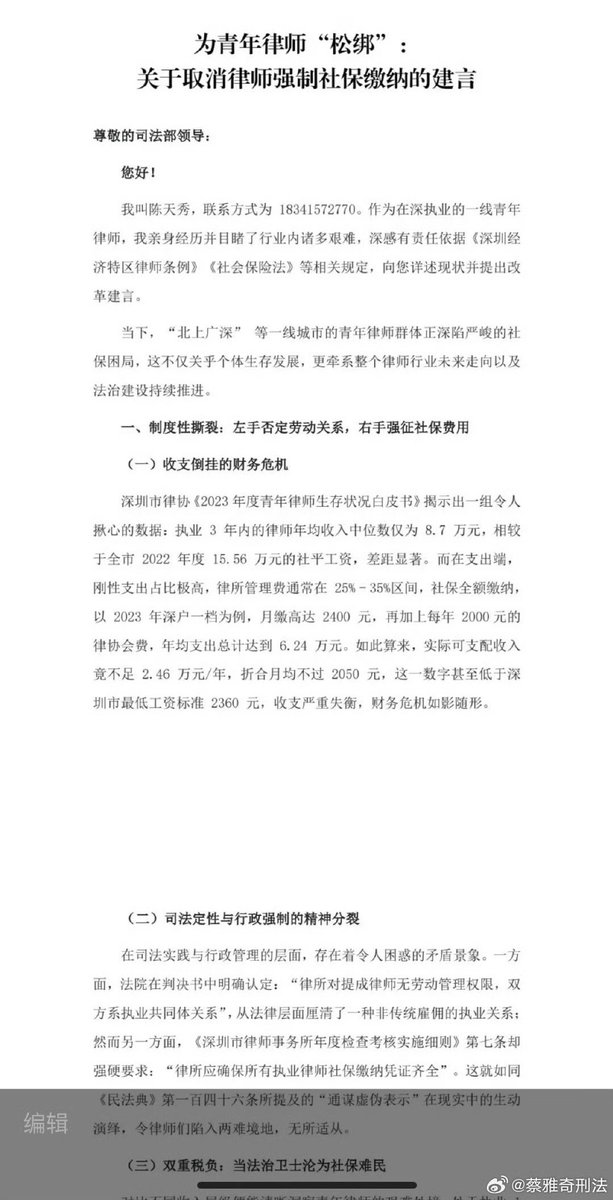 为青年律师“松绑”：
关于取消律师强制社保缴纳的建言
尊敬的司法部领导：
您好！
我叫陈天秀，联系方式为 18341572770。作为在深执业的一线青年
律师，我亲身经历并目睹了行业内诸多艰难，深感有责任依据《深圳经
济特区律师条例》《社会保险法》等相关规定，向您详述现状并提出改
革建言。
当下，“北上广深” 等一线城市的青年律师群体正深陷严峻的社
保困局，这不仅关乎个体生存发展，更牵系整个律师行业未来走向以及
法治建设持续推进。
一、制度性撕裂：左手否定劳动关系，右手强征社保费用
（一）收支倒挂的财务危机
深圳市律协《2023 年度青年律师生存状况白皮书》揭示出一组令人
揪心的数据：执业 3 年内的律师年均收入中位数仅为 8.7 万元，相较
于全市 2022 年度 15.56 万元的社平工资，差距显著。而在支出端，
刚性支出占比极高，律所管理费通常在 25%－35%区间，社保全额缴纳，
以 2023 年深户一档为例，月缴高达 2400 元，再加上每年 2000 元的
律协会费，年均支出总计达到 6.24 万元。如此算来，实际可支配收入
竟不足 2.46 万元/年，折合月均不过 2050 元，这一数字甚至低于深
圳市最低工资标准 2360 元，收支严重失衡，财务危机如影随形。
（二）司法定性与行政强制的精神分裂
在司法实践与行政管理的层面，存在着令人困惑的矛盾景象。一方
面，法院在判决书中明确认定：“律所对提成律师无劳动管理权限，双
方系执业共同体关系”，从法律层面厘清了一种非传统雇佣的执业关系；
然而另一方面，《深圳市律师事务所年度检查考核实施细则》第七条却
强硬要求：“律所应确保所有执业律师社保缴纳凭证齐全”。这就如同
《民法典》第一百四十六条所提及的“通谋虚伪表示”在现实中的生动
演绎，令律师们陷入两难境地，无所适从。
编辑
（三）双重税负：当法治卫士沦为社保难民
@蔡雅奇刑法